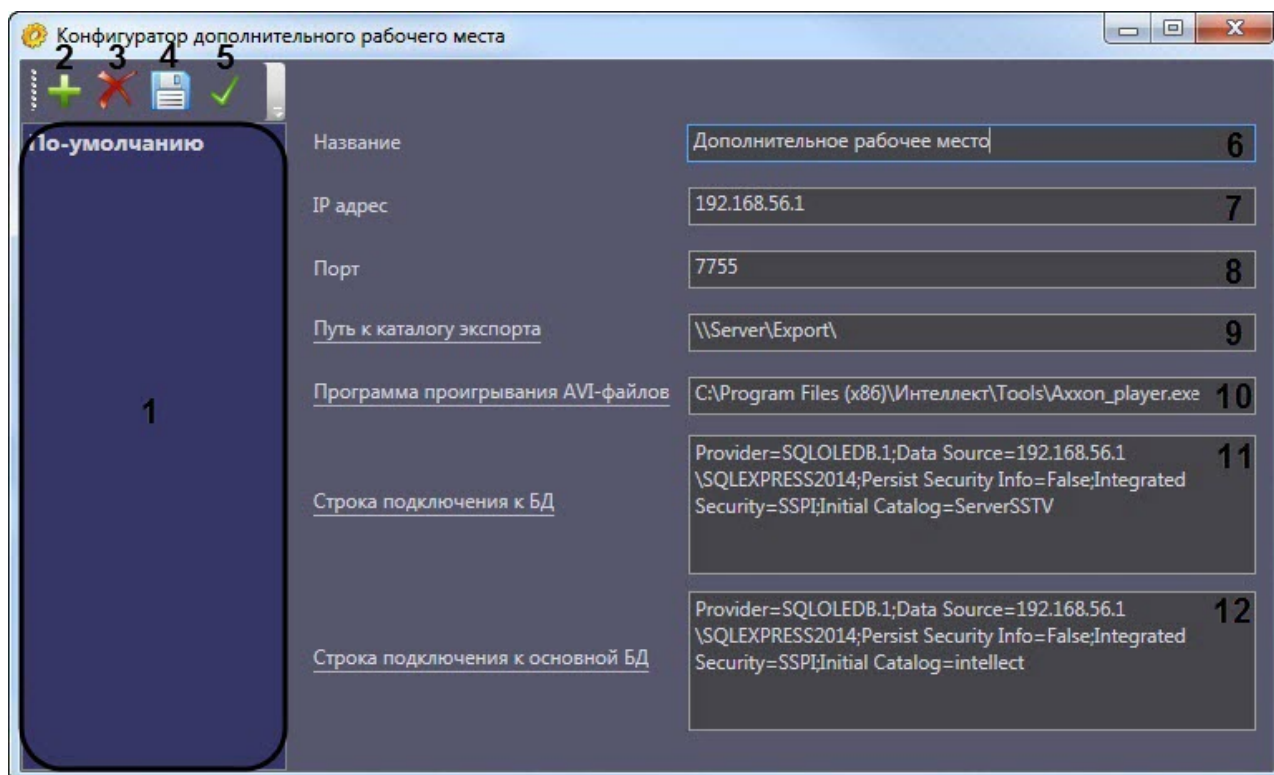 Конфигуратор дополнительного рабочего места
2 3 4 5
По-умолчанию
1
Название
Дополнительное рабочее место
6
IP адрес
192.168.56.1
7
Порт
7755
8
Путь к каталогу экспорта
\\Server\Export\
9
Программа проигрывания AVI-файлов
C:\Program Files (x86)\Интеллект\Tools\Axxon_player.exe
10
Строка подключения к БД
Provider=SQLOLEDB.1;Data Source=192.168.56.1
\SQLEXPRESS2014;Persist Security Info=False;Integrated
Security=SSPI;Initial Catalog=ServerSSTV
11
Строка подключения к основной БД
Provider=SQLOLEDB.1;Data Source=192.168.56.1
\SQLEXPRESS2014;Persist Security Info=False;Integrated
Security=SSPI;Initial Catalog=intellect
12